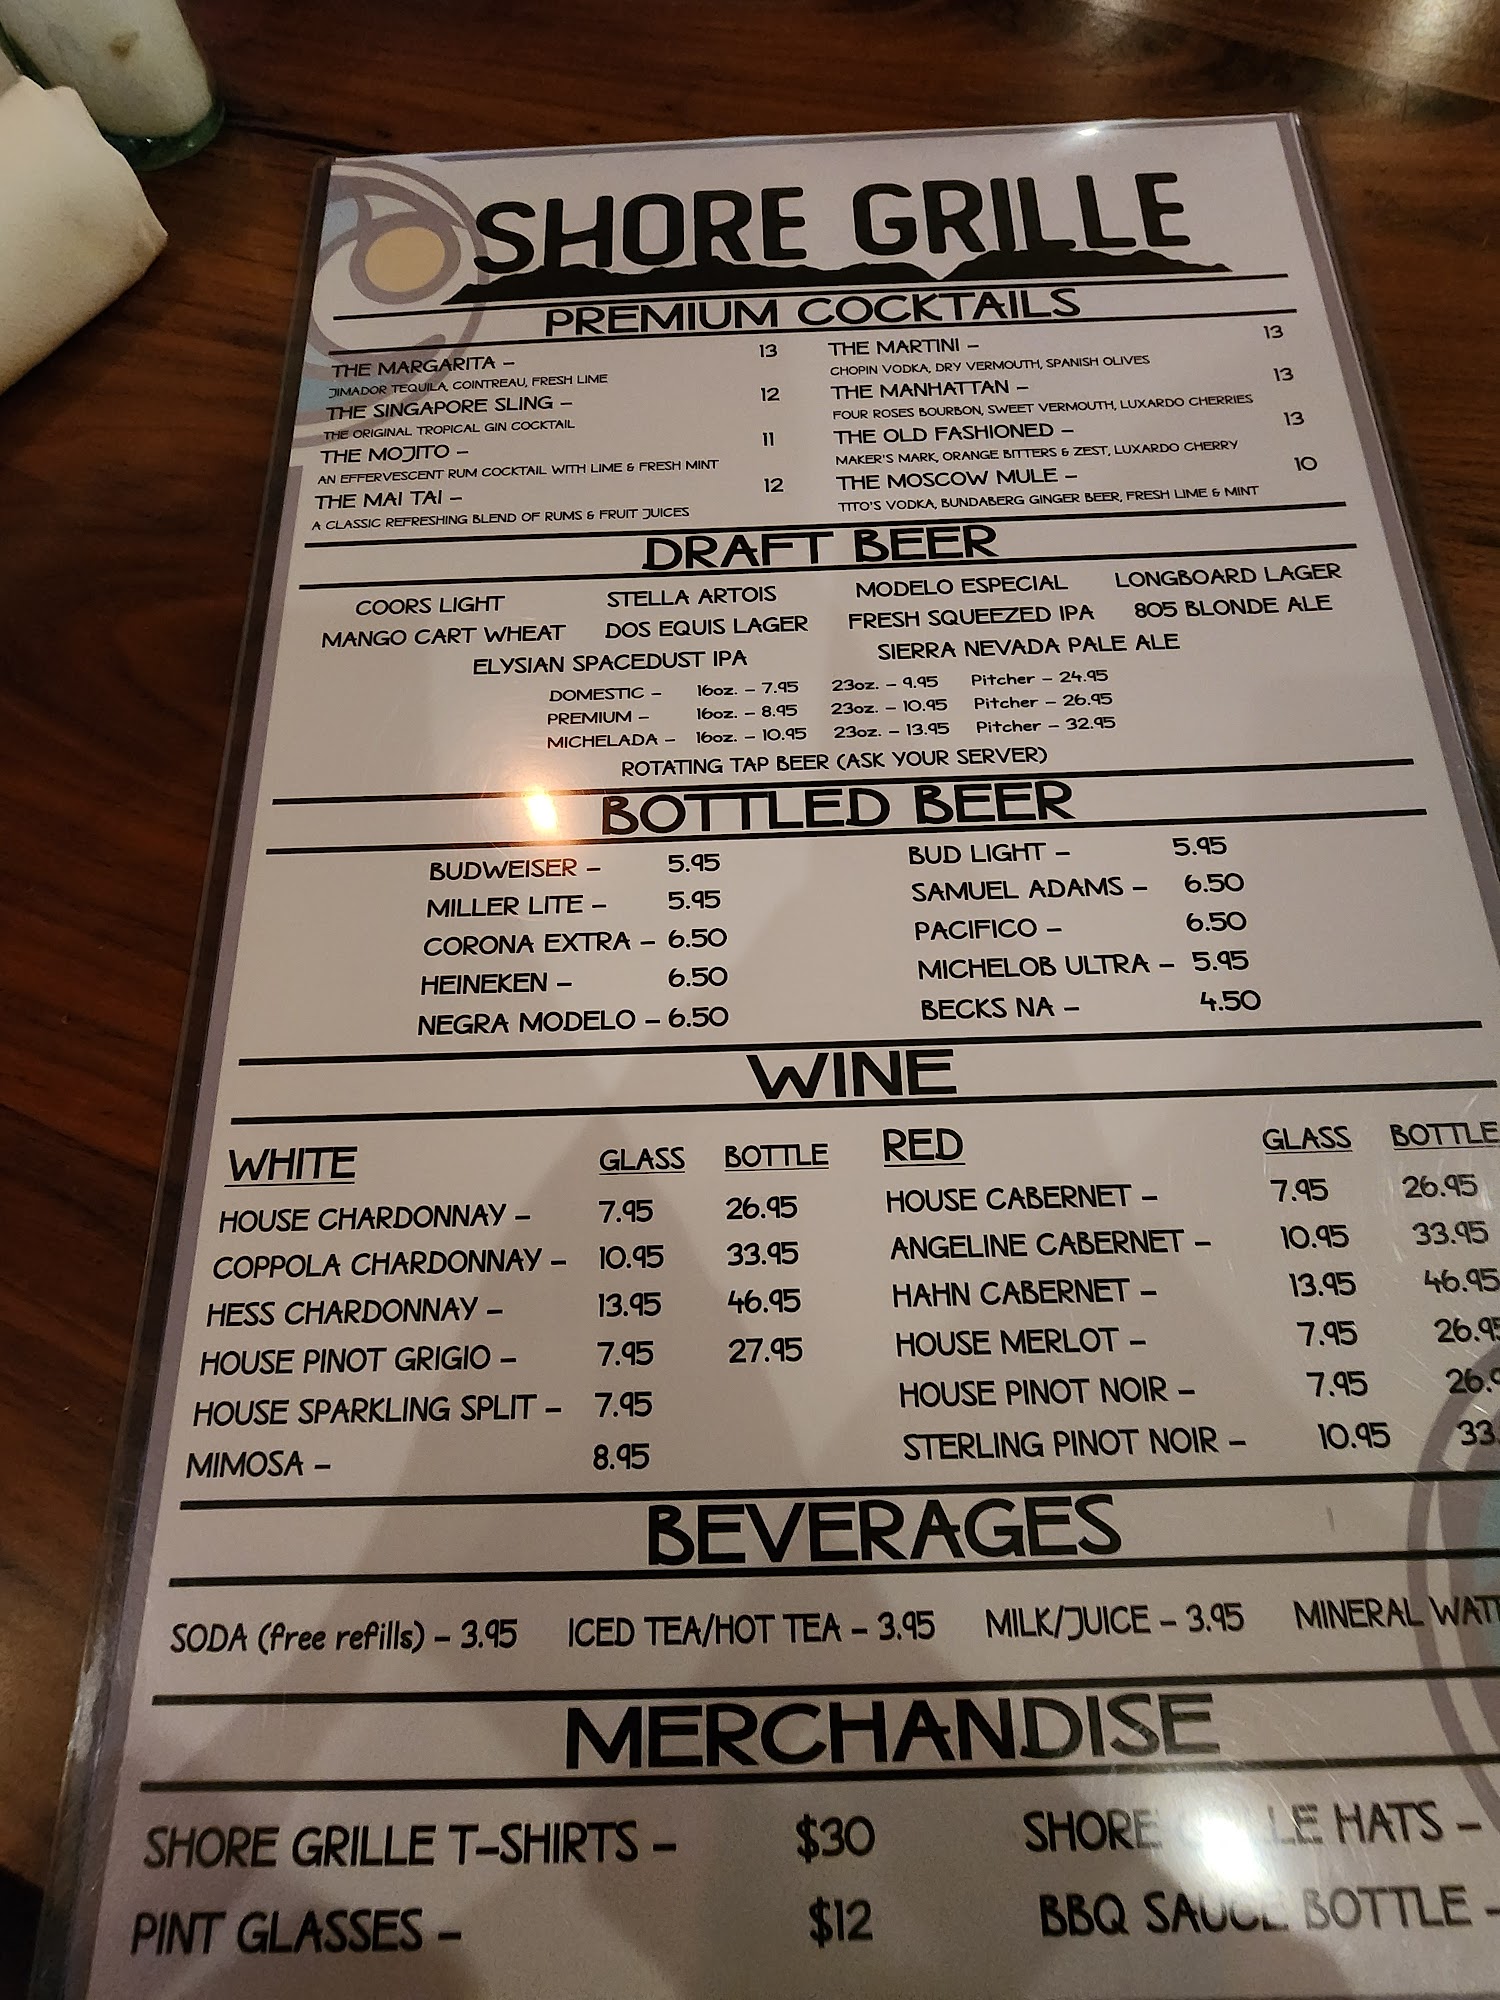 SHORE GRILLE
PREMIUM COCKTAILS
THE MARGARITA – 13
JIMADOR TEQUILA, COINTREAU, FRESH LIME
THE SINGAPORE SLING – 12
THE ORIGINAL TROPICAL GIN COCKTAIL
THE MOJITO – 11
AN EFFERVESCENT RUM COCKTAIL WITH LIME & FRESH MINT
THE MAI TAI – 12
A CLASSIC REFRESHING BLEND OF RUMS & FRUIT JUICES
THE MARTINI – 13
CHOPIN VODKA, DRY VERMOUTH, SPANISH OLIVES
THE MANHATTAN – 13
FOUR ROSES BOURBON, SWEET VERMOUTH, LUXARDO CHERRIES
THE OLD FASHIONED – 13
MAKER'S MARK, ORANGE BITTERS & ZEST, LUXARDO CHERRY
THE MOSCOW MULE – 10
TITO'S VODKA, BUNDABERG GINGER BEER, FRESH LIME & MINT
DRAFT BEER
COORS LIGHT STELLA ARTOIS MODELO ESPECIAL LONGBOARD LAGER
MANGO CART WHEAT DOS EQUIS LAGER FRESH SQUEEZED IPA 805 BLONDE ALE
ELYSIAN SPACEDUST IPA SIERRA NEVADA PALE ALE
DOMESTIC – 16oz. – 7.95 23oz. – 9.95 Pitcher – 24.95
PREMIUM – 16oz. – 8.95 23oz. – 10.95 Pitcher – 26.95
MICHELADA – 16oz. – 10.95 23oz. – 13.95 Pitcher – 32.95
ROTATING TAP BEER (ASK YOUR SERVER)
BOTTLED BEER
BUDWEISER – 5.95
MILLER LITE – 5.95
CORONA EXTRA – 6.50
HEINEKEN – 6.50
NEGRA MODELO – 6.50
BUD LIGHT – 5.95
SAMUEL ADAMS – 6.50
PACIFICO – 6.50
MICHELOB ULTRA – 5.95
BECKS NA – 4.50
WINE
WHITE GLASS BOTTLE
HOUSE CHARDONNAY – 7.95 26.95
COPPOLA CHARDONNAY – 10.95 33.95
HESS CHARDONNAY – 13.95 46.95
HOUSE PINOT GRIGIO – 7.95 27.95
HOUSE SPARKLING SPLIT – 7.95
MIMOSA – 8.95
RED GLASS BOTTLE
HOUSE CABERNET – 7.95 26.95
ANGELINE CABERNET – 10.95 33.95
HAHN CABERNET – 13.95 46.95
HOUSE MERLOT – 7.95 26.95
HOUSE PINOT NOIR – 7.95 26.9
STERLING PINOT NOIR – 10.95 33.
BEVERAGES
SODA (free refills) – 3.95 ICED TEA/HOT TEA – 3.95 MILK/JUICE – 3.95 MINERAL WAT
MERCHANDISE
SHORE GRILLE T-SHIRTS – $30
PINT GLASSES – $12
SHORE GRILLE HATS –
BBQ SAUCE BOTTLE –